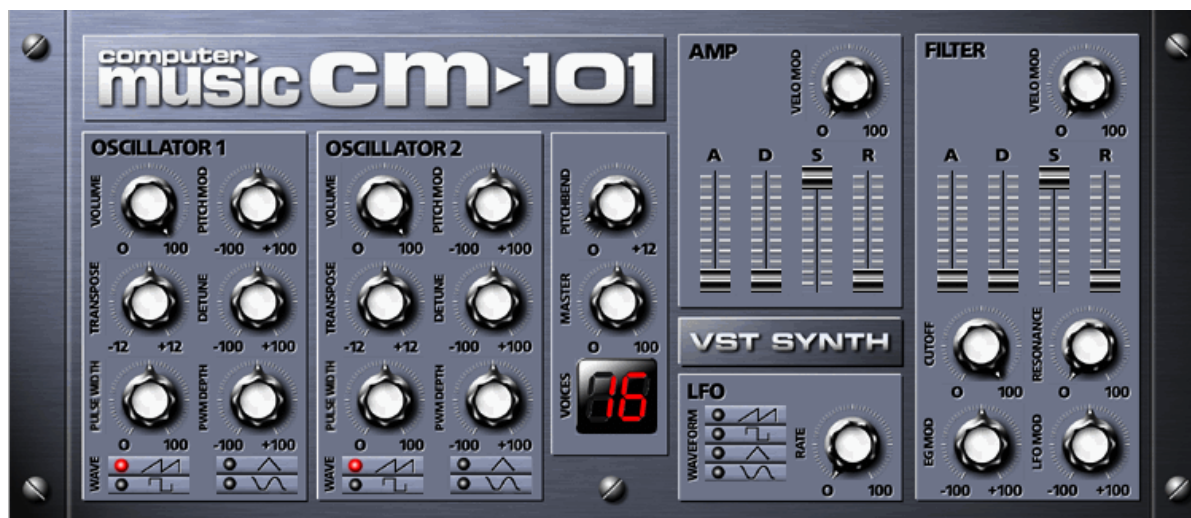 computer
music cm-101
OSCILLATOR 1
VOLUME
0 100
PITCH MOD
-100 +100
TRANSPOSE
-12 +12
DETUNE
-100 +100
PULSE WIDTH
0 100
PWM DEPTH
-100 +100
WAVE
OSCILLATOR 2
VOLUME
0 100
PITCH MOD
-100 +100
TRANSPOSE
-12 +12
DETUNE
-100 +100
PULSE WIDTH
0 100
PWM DEPTH
-100 +100
WAVE
PITCHBEND
0 +12
MASTER
0 100
VOICES
16
AMP
VELO MOD
0 100
A D S R
VST SYNTH
LFO
WAVEFORM
RATE
0 100
FILTER
VELO MOD
0 100
A D S R
CUTOFF
0 100
RESONANCE
0 100
EG MOD
-100 +100
LFO MOD
-100 +100